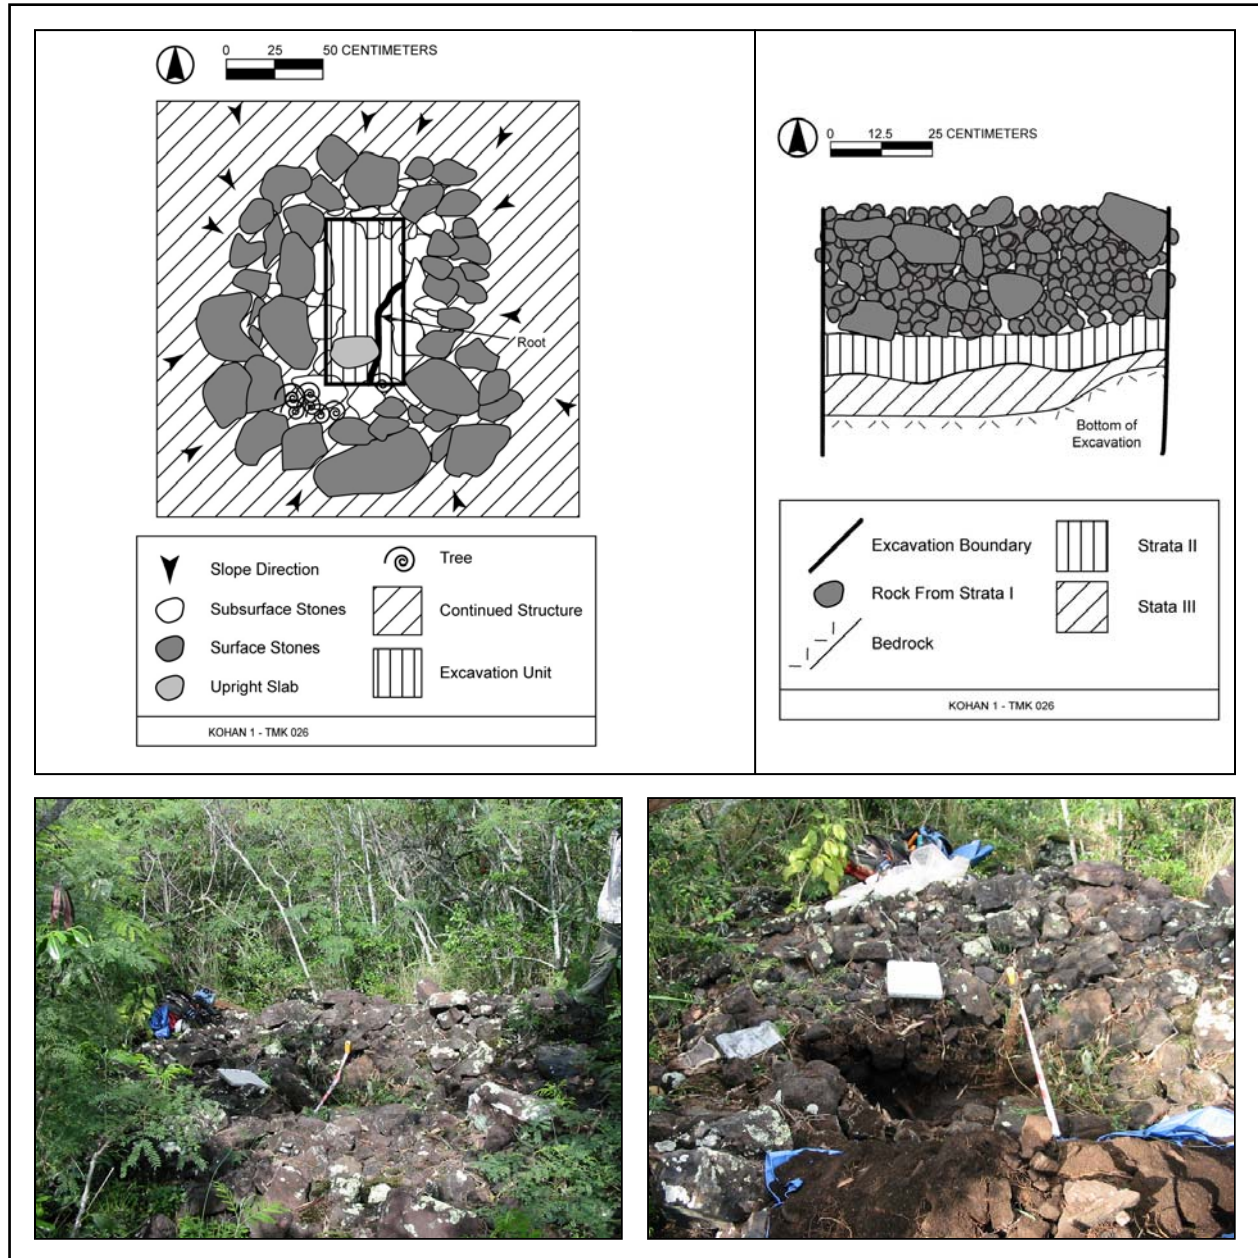 0 25 50 CENTIMETERS
Root
Slope Direction
Subsurface Stones
Surface Stones
Upright Slab
Tree
Continued Structure
Excavation Unit
KOHAN 1 - TMK 026
0 12.5 25 CENTIMETERS
Bottom of
Excavation
Excavation Boundary
Rock From Strata I
Bedrock
Strata II
Stata III
KOHAN 1 - TMK 026